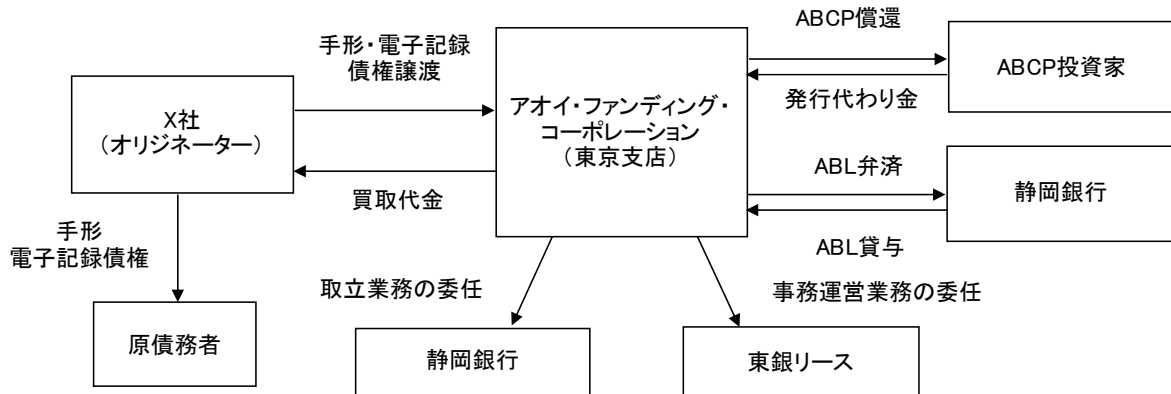 手形・電子記録
債権譲渡
X社
(オリジネーター)
買取代金
手形
電子記録債権
原債務者
アオイ・ファンディング・
コーポレーション
(東京支店)
ABCP償還
発行代わり金
ABCP投資家
ABL弁済
ABL貸与
静岡銀行
取立業務の委任
静岡銀行
事務運営業務の委任
東銀リース